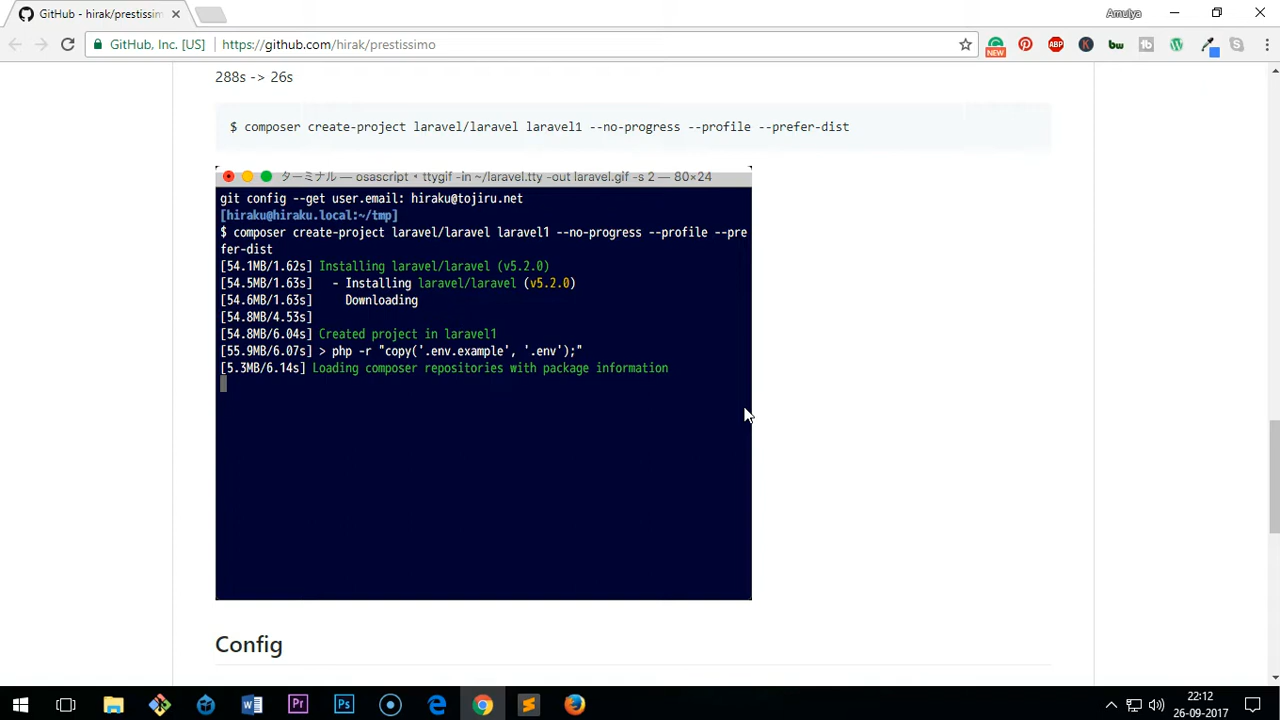 GitHub - hirak/prestissim
Amulya
GitHub, Inc. [US]
https://github.com/hirak/prestissimo
NEW
ABP
K
bw
tb
288s -> 26s
$ composer create-project laravel/laravel laravel1 --no-progress --profile --prefer-dist
ターミナル — osascript • ttygif -in ~/laravel.tty -out laravel.gif -s 2 — 80×24
git config --get user.email: hiraku@tojiru.net
[hiraku@hiraku.local:~/tmp]
$ composer create-project laravel/laravel laravel1 --no-progress --profile --pre
fer-dist
[54.1MB/1.62s] Installing laravel/laravel (v5.2.0)
[54.5MB/1.63s]   - Installing laravel/laravel (v5.2.0)
[54.6MB/1.63s]     Downloading
[54.8MB/4.53s]
[54.8MB/6.04s] Created project in laravel1
[55.9MB/6.07s] > php -r "copy('.env.example', '.env');"
[5.3MB/6.14s] Loading composer repositories with package information
Config
Pr
Ps
22:12
26-09-2017